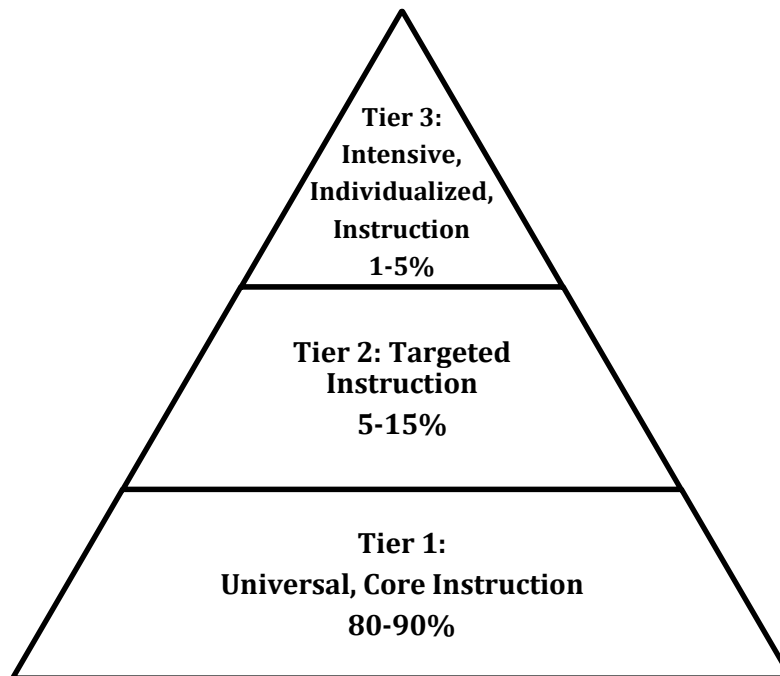 Tier 3:
Intensive,
Individualized,
Instruction
1-5%
Tier 2: Targeted
Instruction
5-15%
Tier 1:
Universal, Core Instruction
80-90%